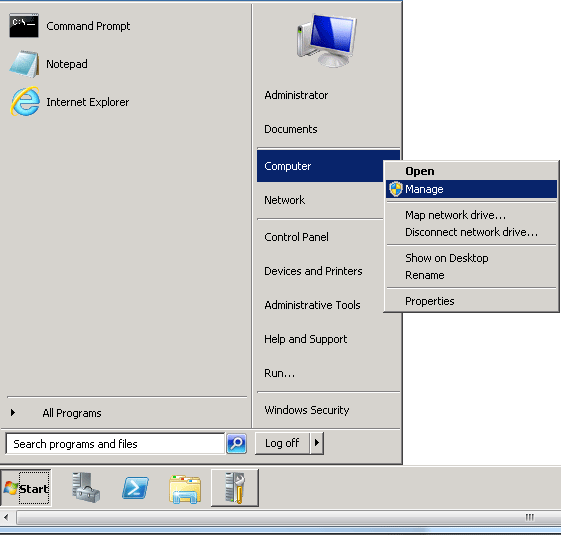 Command Prompt
Notepad
Internet Explorer
All Programs
Search programs and files
Administrator
Documents
Computer
Network
Control Panel
Devices and Printers
Administrative Tools
Help and Support
Run...
Windows Security
Log off
Open
Manage
Map network drive...
Disconnect network drive...
Show on Desktop
Rename
Properties
Start